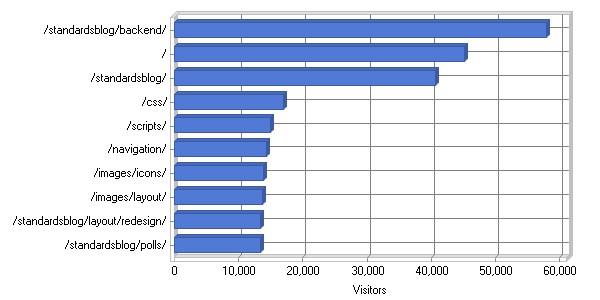 /standardsblog/backend/
/
/standardsblog/
/css/
/scripts/
/navigation/
/images/icons/
/images/layout/
/standardsblog/layout/redesign/
/standardsblog/polls/
0 10,000 20,000 30,000 40,000 50,000 60,000
Visitors